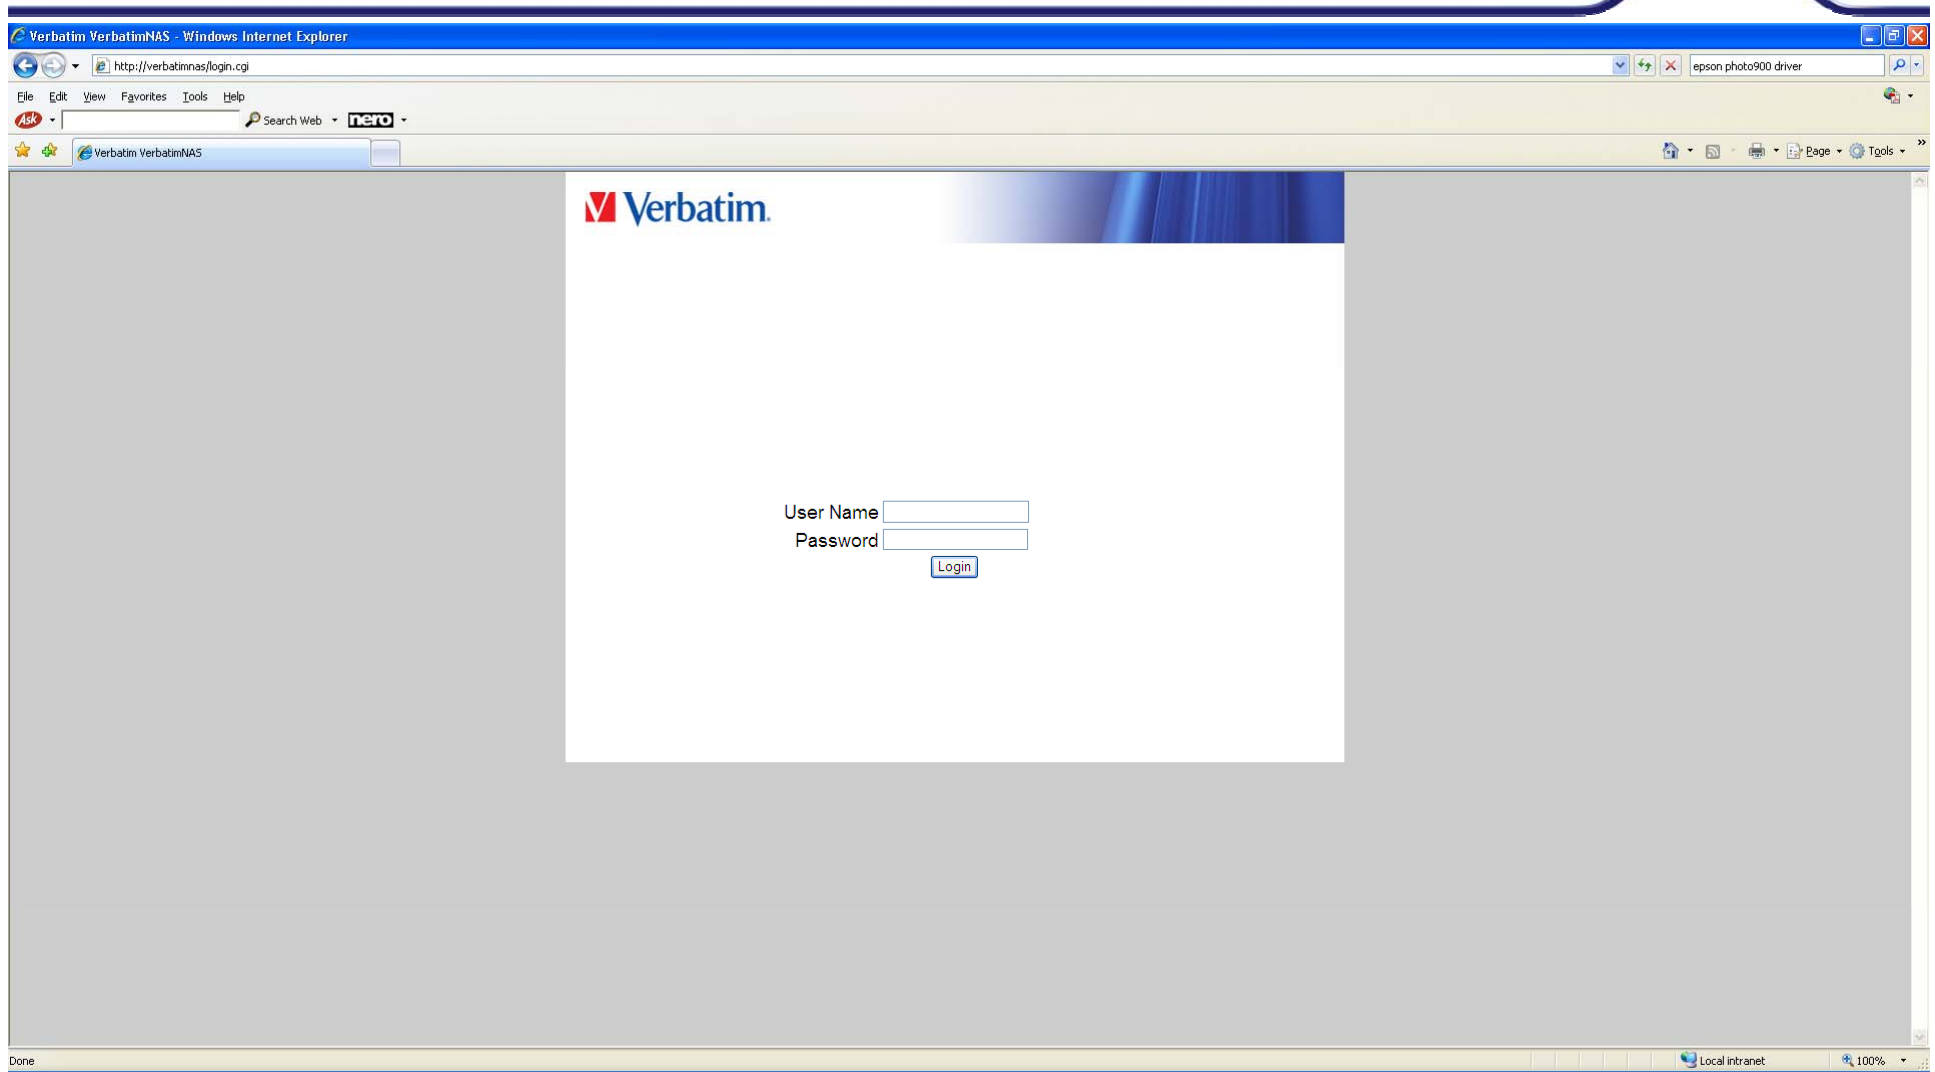 Verbatim VerbatimNAS - Windows Internet Explorer
http://verbatimnas/login.cgi
epson photo900 driver
File Edit View Favorites Tools Help
Ask Search Web nero
Verbatim VerbatimNAS
Page Tools »
Verbatim.
User Name
Password
Login
Done
Local intranet
100%